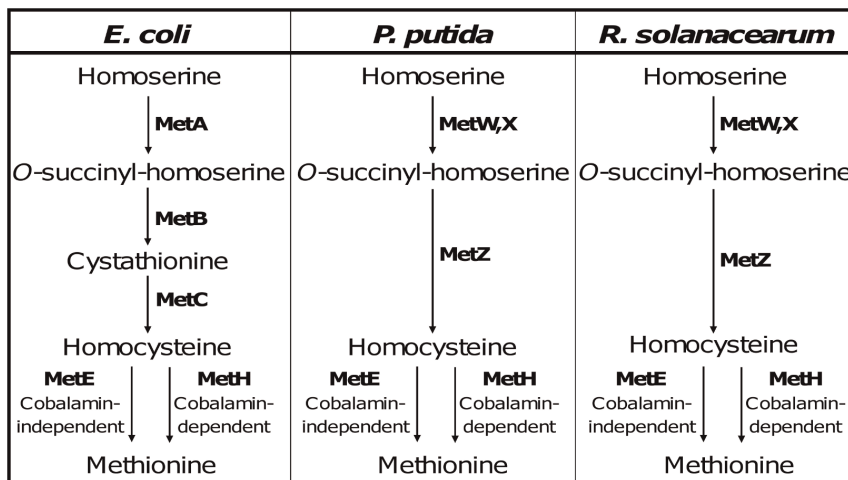 E. coli
P. putida
R. solanacearum
Homoserine
MetA
O-succinyl-homoserine
MetB
Cystathionine
MetC
Homocysteine
MetE
Cobalamin-
independent
MetH
Cobalamin-
dependent
Methionine
Homoserine
MetW,X
O-succinyl-homoserine
MetZ
Homocysteine
MetE
Cobalamin-
independent
MetH
Cobalamin-
dependent
Methionine
Homoserine
MetW,X
O-succinyl-homoserine
MetZ
Homocysteine
MetE
Cobalamin-
independent
MetH
Cobalamin-
dependent
Methionine